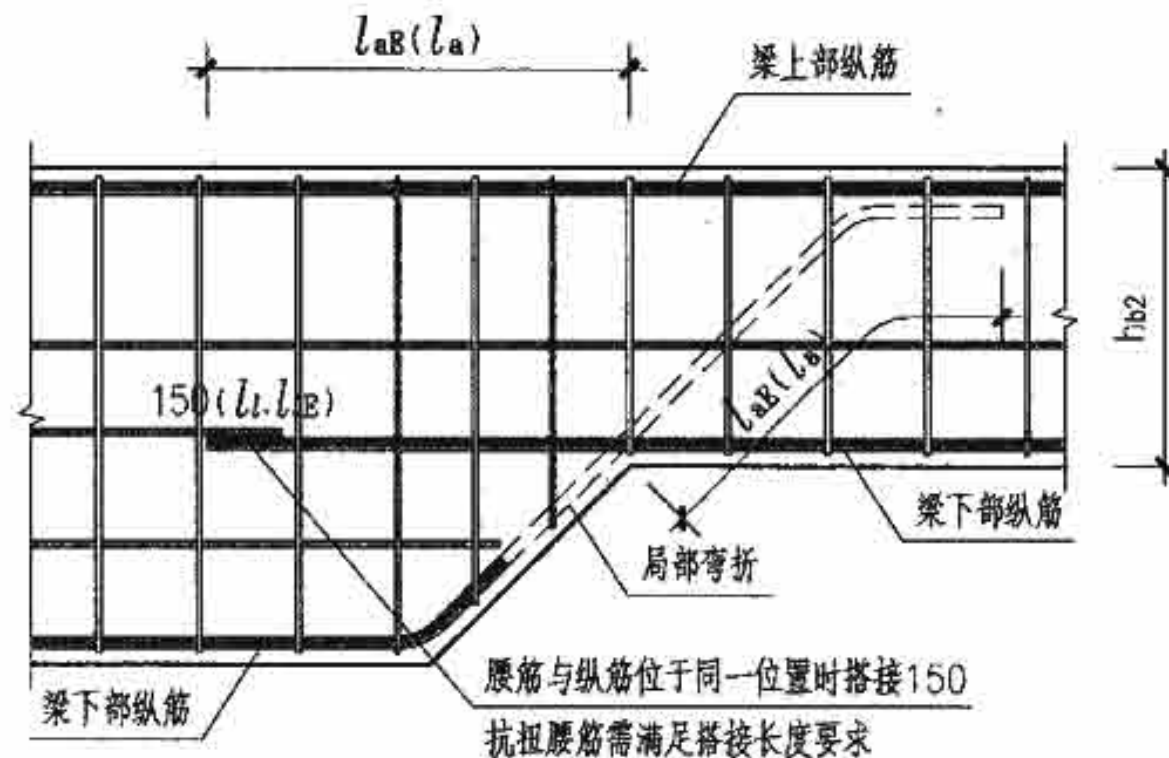 laE(la)
梁上部纵筋
hb2
150(ll.llE)
laE(la)
梁下部纵筋
局部弯折
腰筋与纵筋位于同一位置时搭接150
梁下部纵筋
抗扭腰筋需满足搭接长度要求